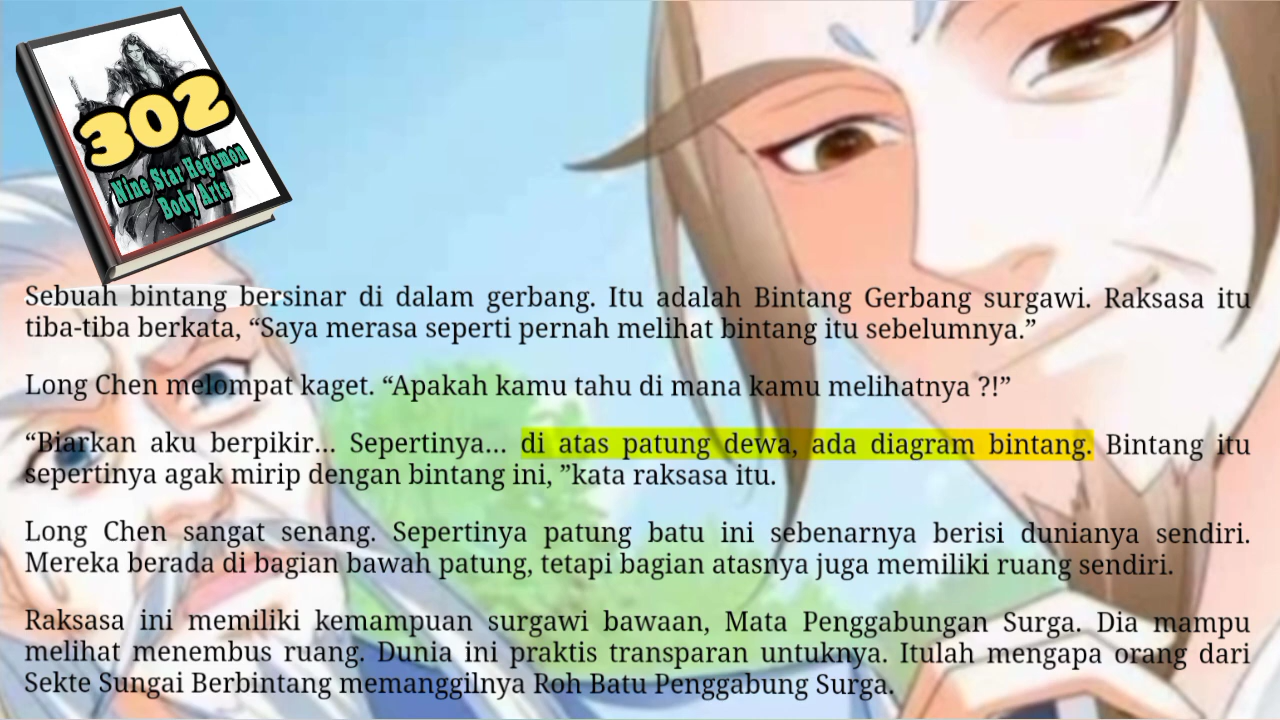 302
Nine Star Hegemon
Body Arts
Sebuah bintang bersinar di dalam gerbang. Itu adalah Bintang Gerbang surgawi. Raksasa itu
tiba-tiba berkata, “Saya merasa seperti pernah melihat bintang itu sebelumnya.”
Long Chen melompat kaget. “Apakah kamu tahu di mana kamu melihatnya ?!”
“Biarkan aku berpikir... Sepertinya... di atas patung dewa, ada diagram bintang. Bintang itu
sepertinya agak mirip dengan bintang ini, ”kata raksasa itu.
Long Chen sangat senang. Sepertinya patung batu ini sebenarnya berisi dunianya sendiri.
Mereka berada di bagian bawah patung, tetapi bagian atasnya juga memiliki ruang sendiri.
Raksasa ini memiliki kemampuan surgawi bawaan, Mata Penggabungan Surga. Dia mampu
melihat menembus ruang. Dunia ini praktis transparan untuknya. Itulah mengapa orang dari
Sekte Sungai Berbintang memanggilnya Roh Batu Penggabung Surga.